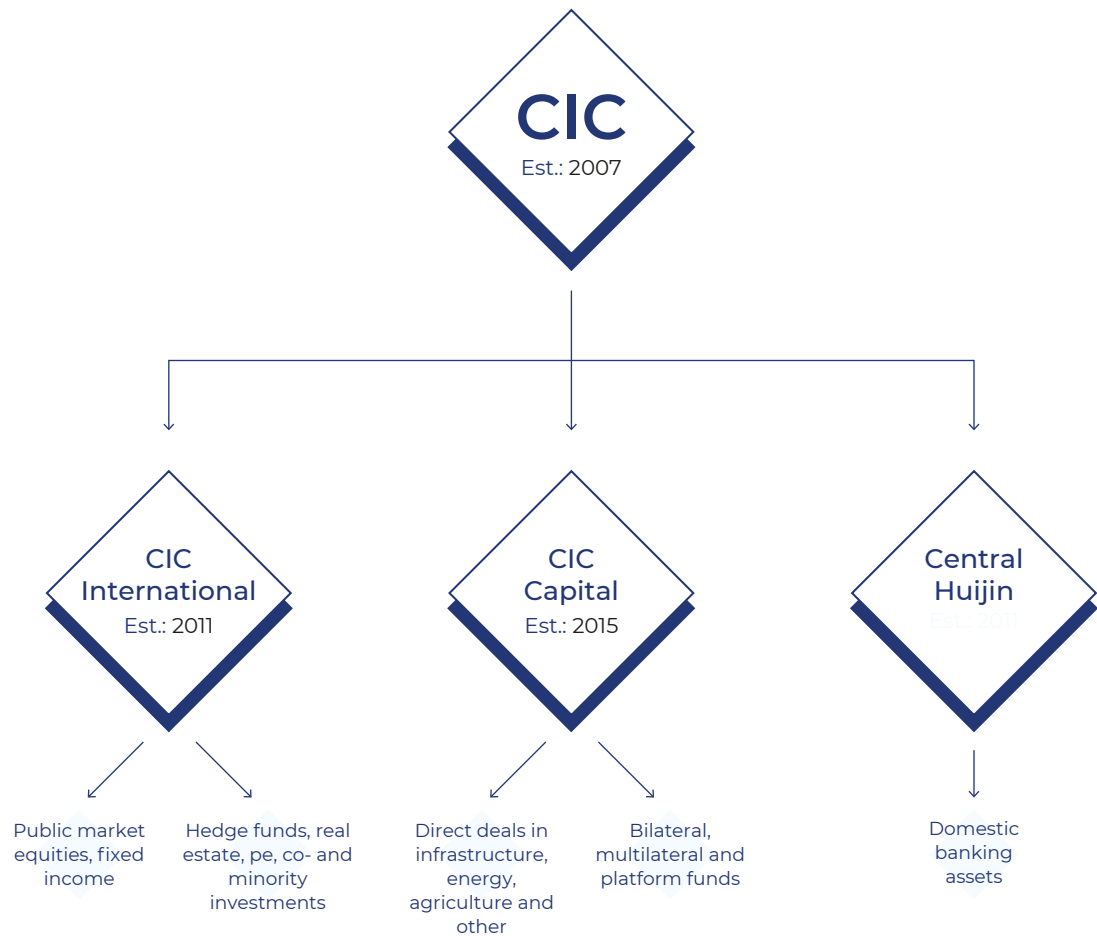 CIC
Est.: 2007
CIC
International
Est.: 2011
CIC
Capital
Est.: 2015
Central
Huijin
Est.: 2011
Public market
equities, fixed
income
Hedge funds, real
estate, pe, co- and
minority
investments
Direct deals in
infrastructure,
energy,
agriculture and
other
Bilateral,
multilateral and
platform funds
Domestic
banking
assets